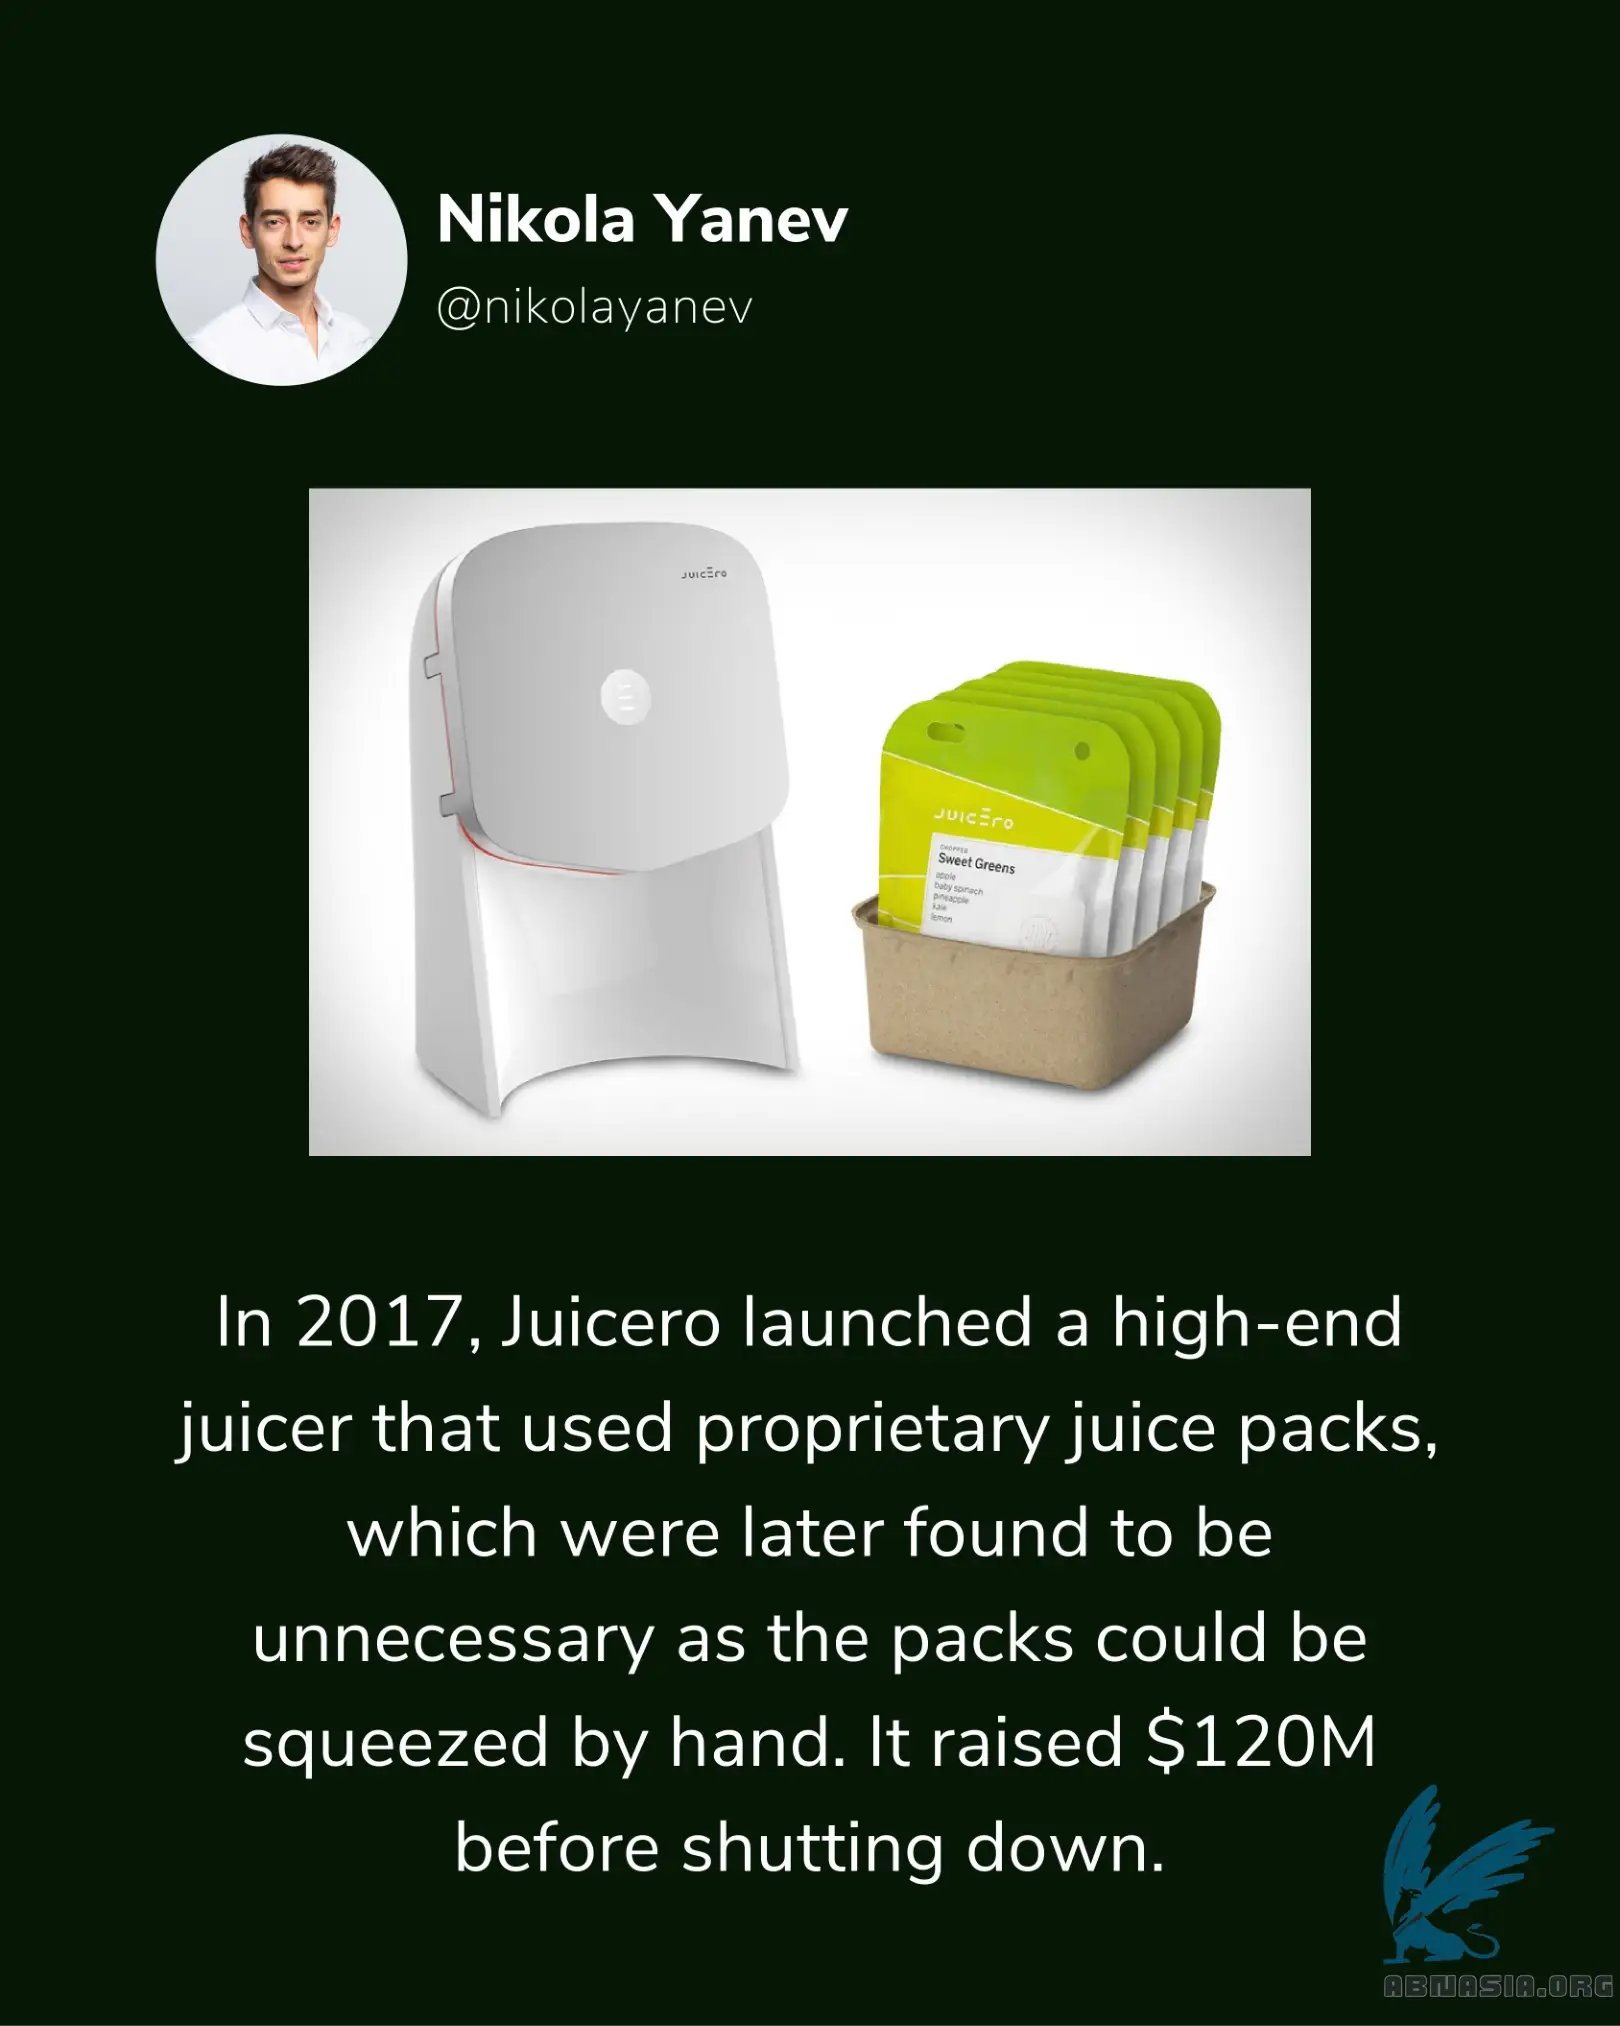 Nikola Yanev
@nikolayanev
JUICERO
JUICERO
CHOPPED
Sweet Greens
apple
baby spinach
pineapple
kale
lemon
In 2017, Juicero launched a high-end
juicer that used proprietary juice packs,
which were later found to be
unnecessary as the packs could be
squeezed by hand. It raised $120M
before shutting down.
ABNASIA.ORG